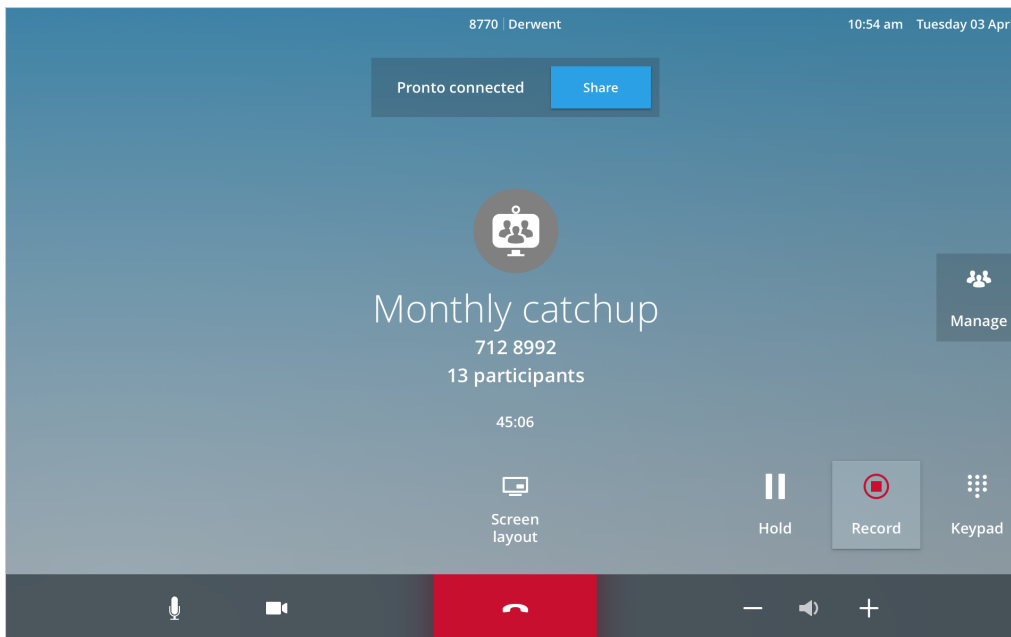 8770 | Derwent
10:54 am Tuesday 03 Apr
Pronto connected
Share
Monthly catchup
712 8992
13 participants
45:06
Manage
Screen
layout
Hold
Record
Keypad